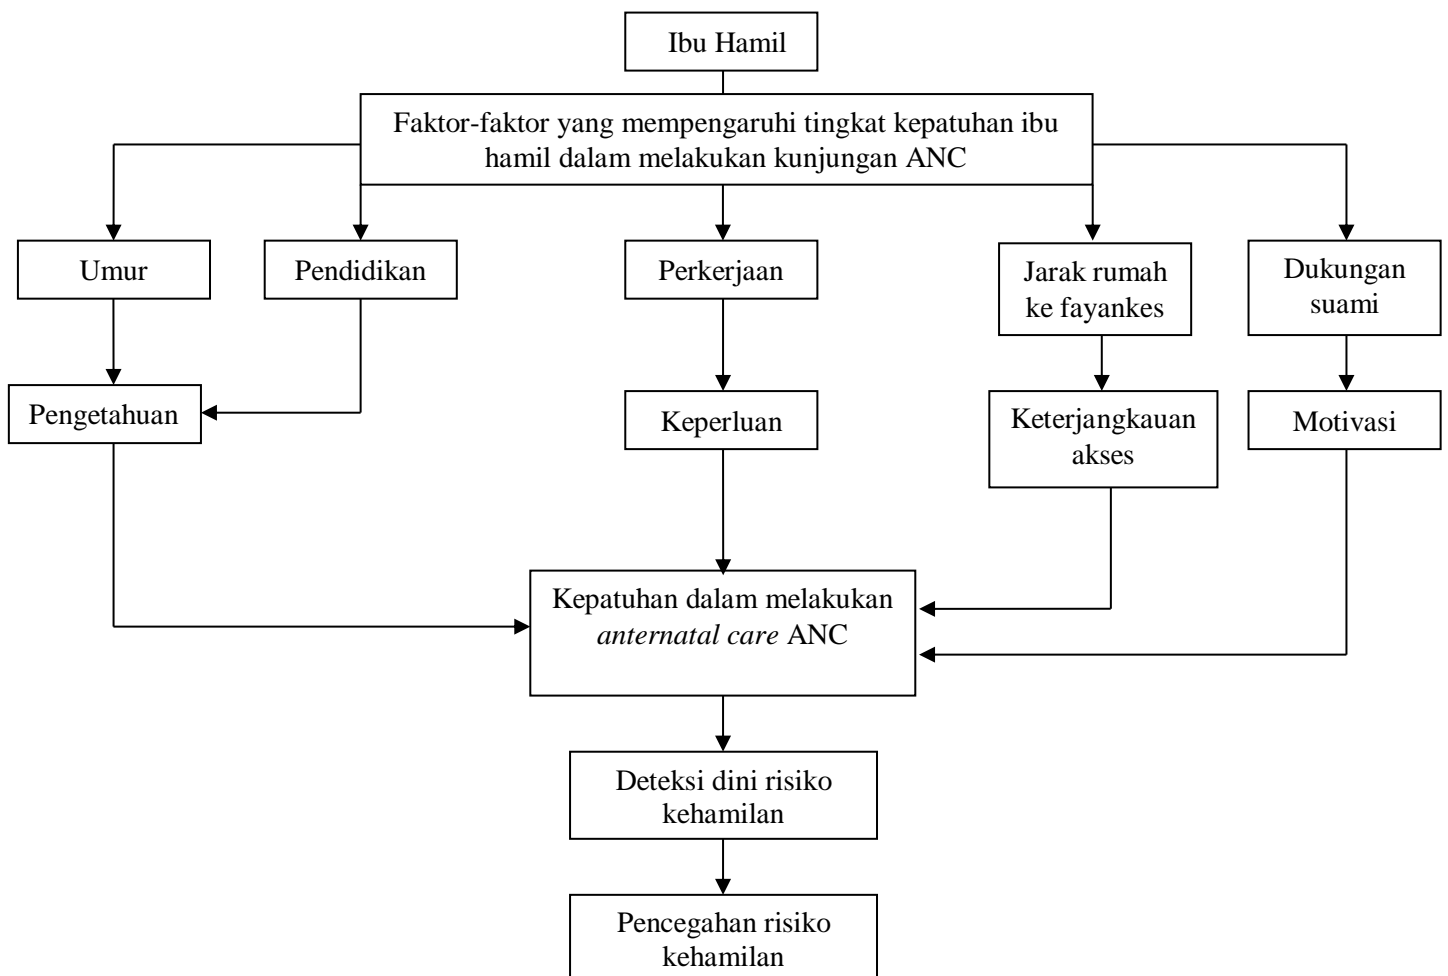 Ibu Hamil
Faktor-faktor yang mempengaruhi tingkat kepatuhan ibu
hamil dalam melakukan kunjungan ANC
Umur
Pendidikan
Perkerjaan
Jarak rumah
ke fayankes
Dukungan
suami
Pengetahuan
Keperluan
Keterjangkauan
akses
Motivasi
Kepatuhan dalam melakukan
anternatal care ANC
Deteksi dini risiko
kehamilan
Pencegahan risiko
kehamilan